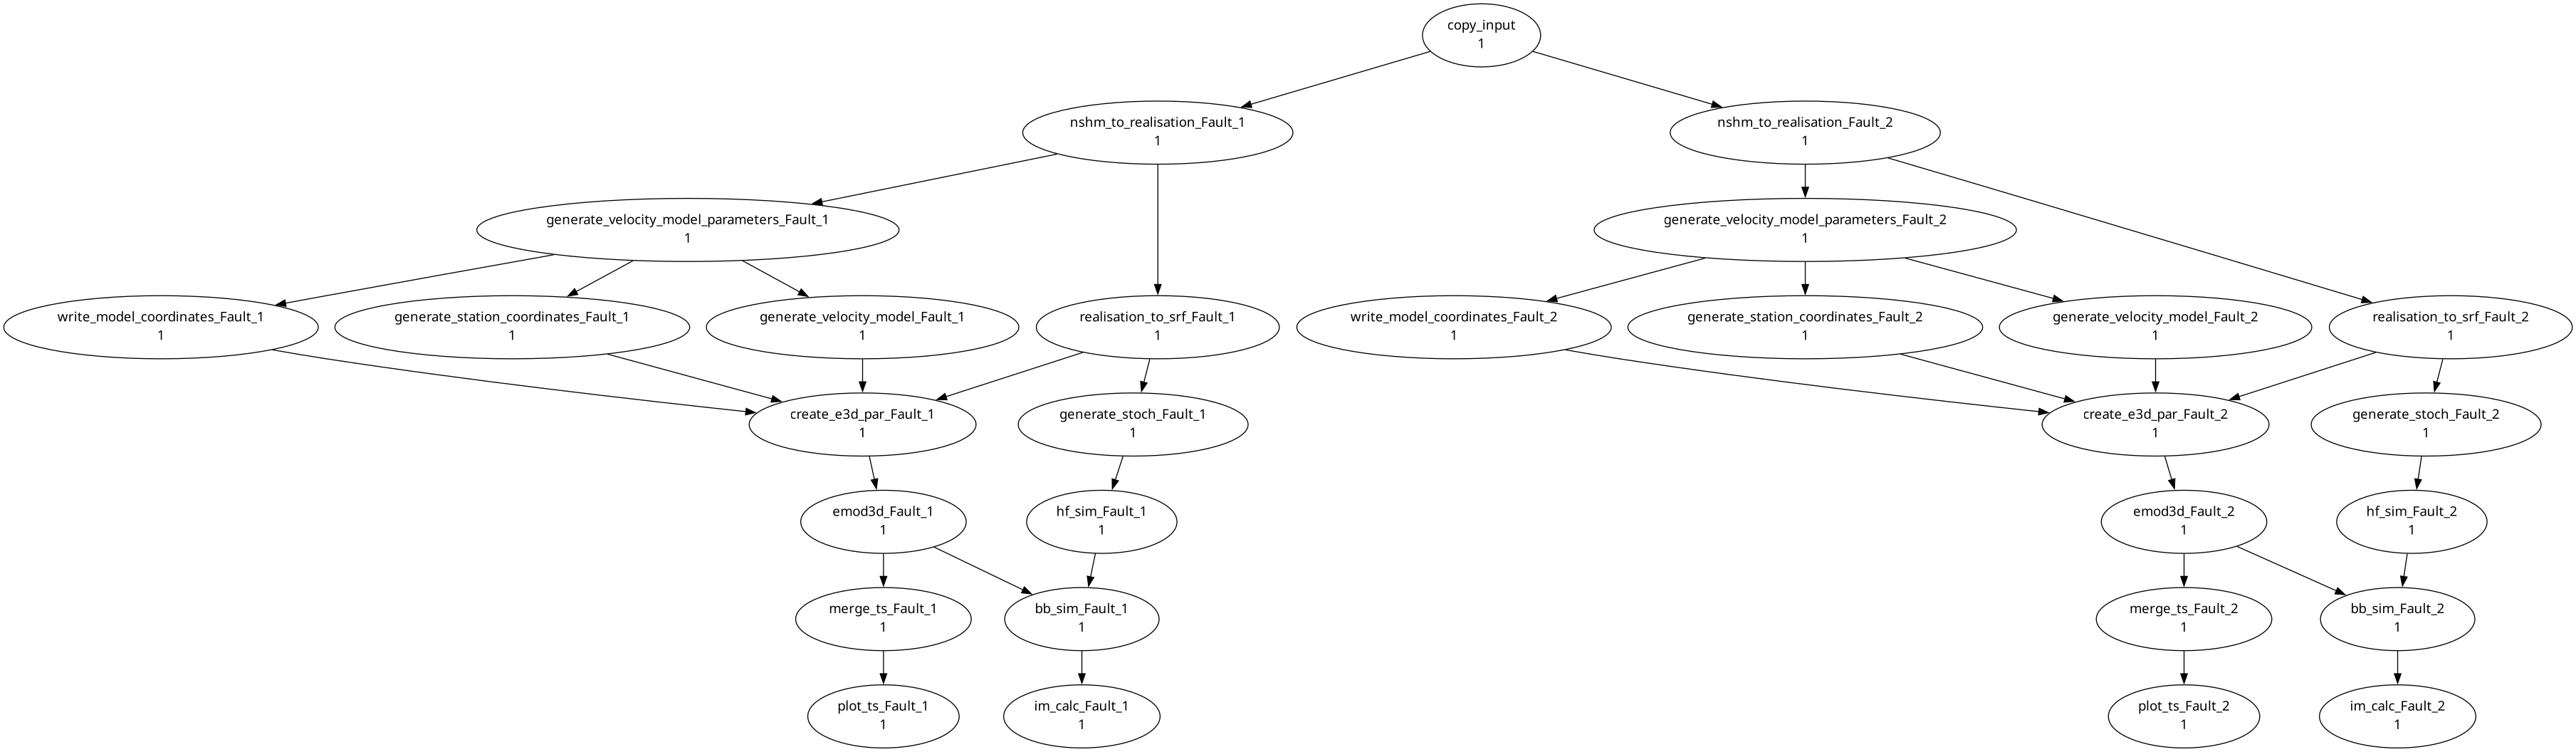 copy_input
1
nshm_to_realisation_Fault_1
1
nshm_to_realisation_Fault_2
1
generate_velocity_model_parameters_Fault_1
1
generate_velocity_model_parameters_Fault_2
1
write_model_coordinates_Fault_1
1
generate_station_coordinates_Fault_1
1
generate_velocity_model_Fault_1
1
realisation_to_srf_Fault_1
1
write_model_coordinates_Fault_2
1
generate_station_coordinates_Fault_2
1
generate_velocity_model_Fault_2
1
realisation_to_srf_Fault_2
1
create_e3d_par_Fault_1
1
generate_stoch_Fault_1
1
create_e3d_par_Fault_2
1
generate_stoch_Fault_2
1
emod3d_Fault_1
1
hf_sim_Fault_1
1
emod3d_Fault_2
1
hf_sim_Fault_2
1
merge_ts_Fault_1
1
bb_sim_Fault_1
1
merge_ts_Fault_2
1
bb_sim_Fault_2
1
plot_ts_Fault_1
1
im_calc_Fault_1
1
plot_ts_Fault_2
1
im_calc_Fault_2
1